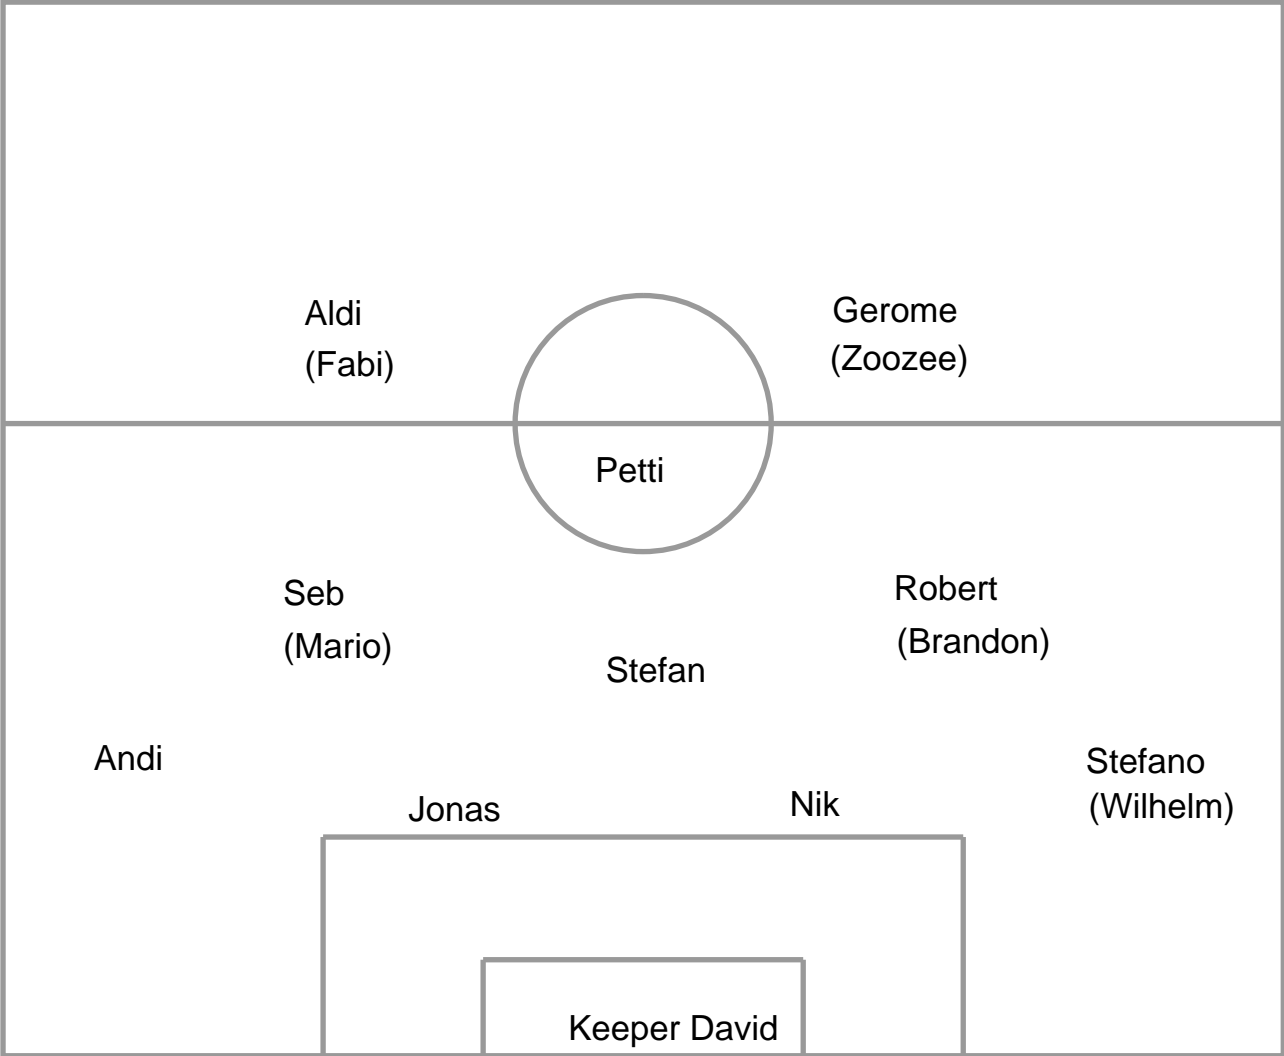 Aldi
(Fabi)
Gerome
(Zoozee)
Petti
Seb
(Mario)
Robert
(Brandon)
Stefan
Andi
Stefano
(Wilhelm)
Jonas
Nik
Keeper David